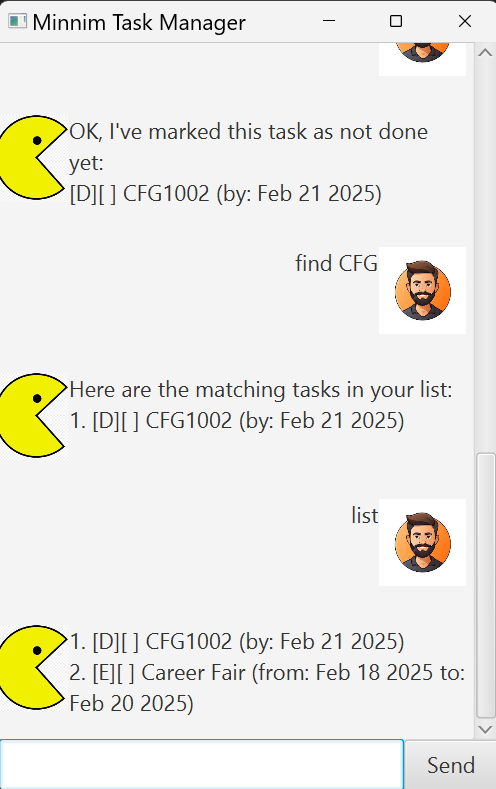 Minnim Task Manager
OK, I've marked this task as not done
yet:
[D][ ] CFG1002 (by: Feb 21 2025)
find CFG
Here are the matching tasks in your list:
1. [D][ ] CFG1002 (by: Feb 21 2025)
list
1. [D][ ] CFG1002 (by: Feb 21 2025)
2. [E][ ] Career Fair (from: Feb 18 2025 to:
Feb 20 2025)
Send